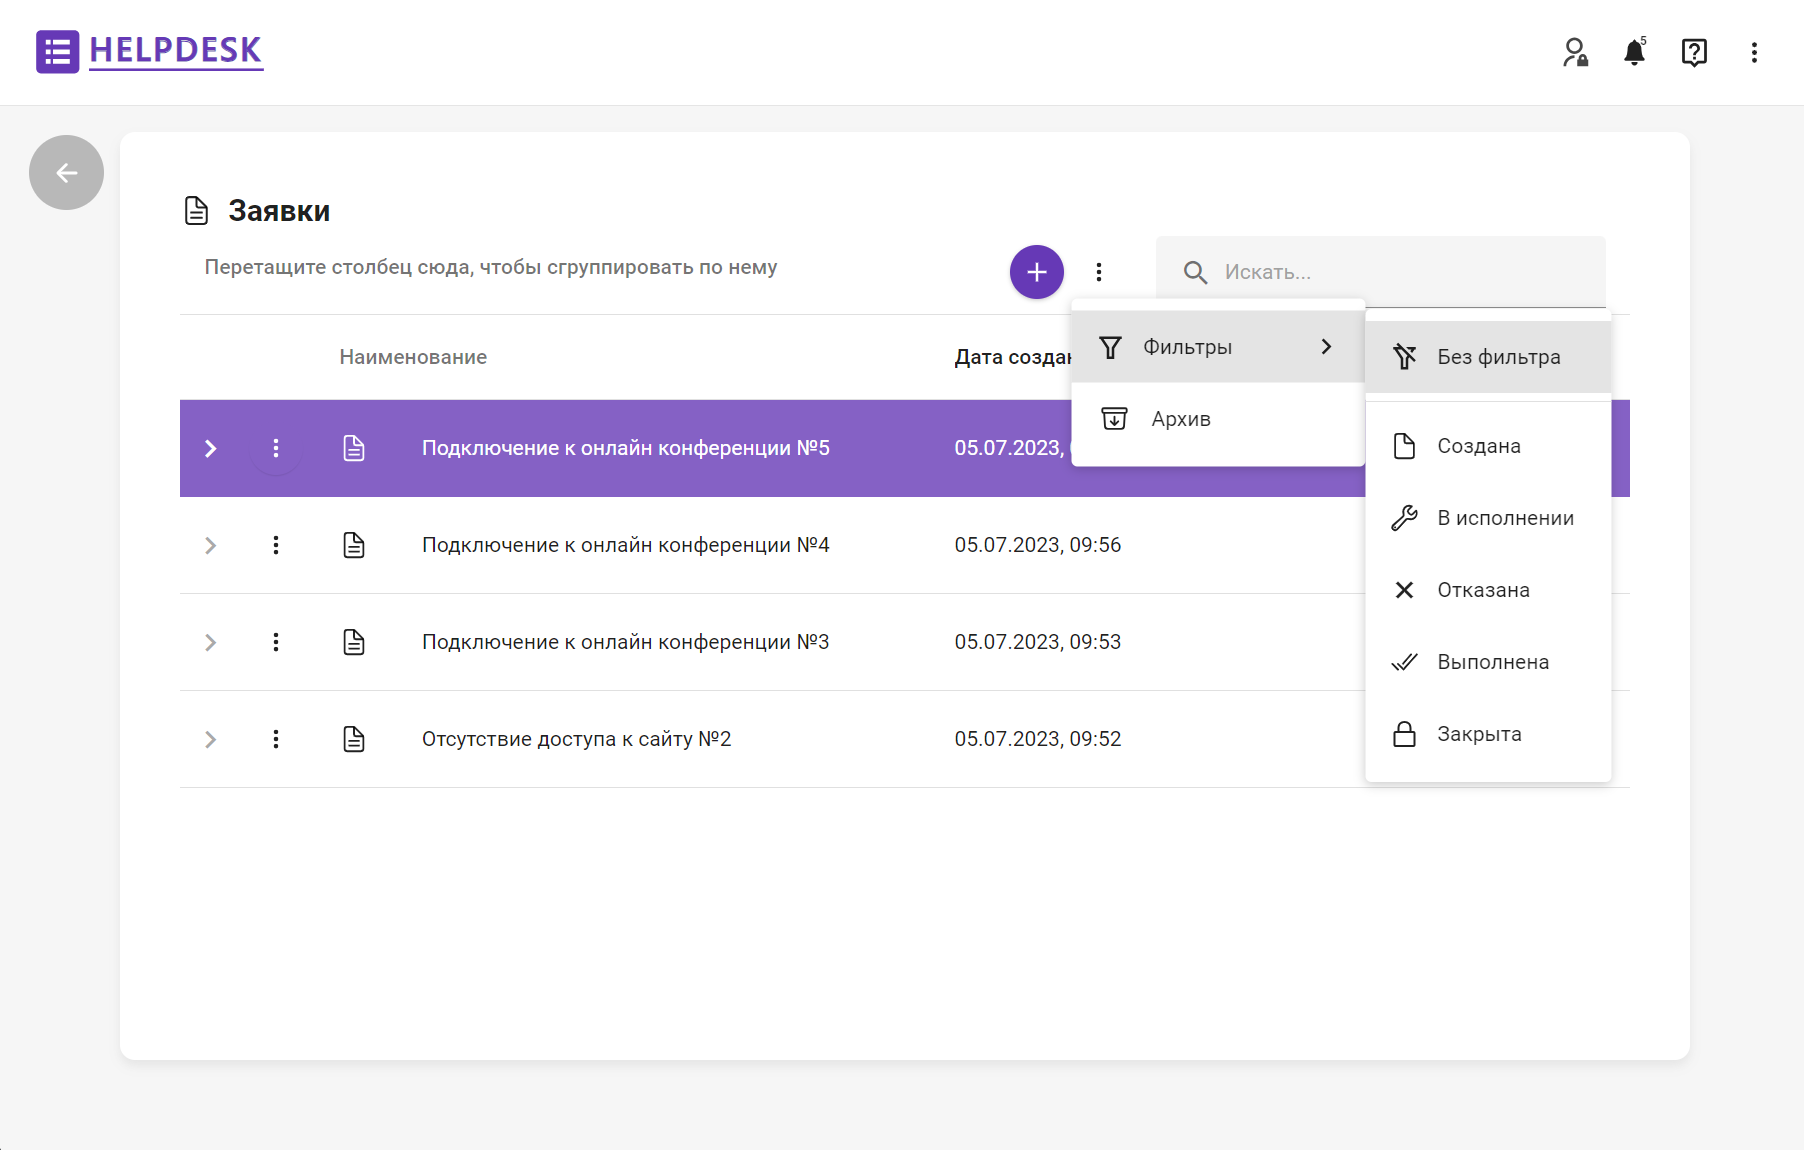 HELPDESK
5
Заявки
Перетащите столбец сюда, чтобы сгруппировать по нему
Искать...
Наименование
Дата создан
Фильтры
Архив
Без фильтра
Создана
В исполнении
Отказана
Выполнена
Закрыта
Подключение к онлайн конференции №5
05.07.2023,
Подключение к онлайн конференции №4
05.07.2023, 09:56
Подключение к онлайн конференции №3
05.07.2023, 09:53
Отсутствие доступа к сайту №2
05.07.2023, 09:52